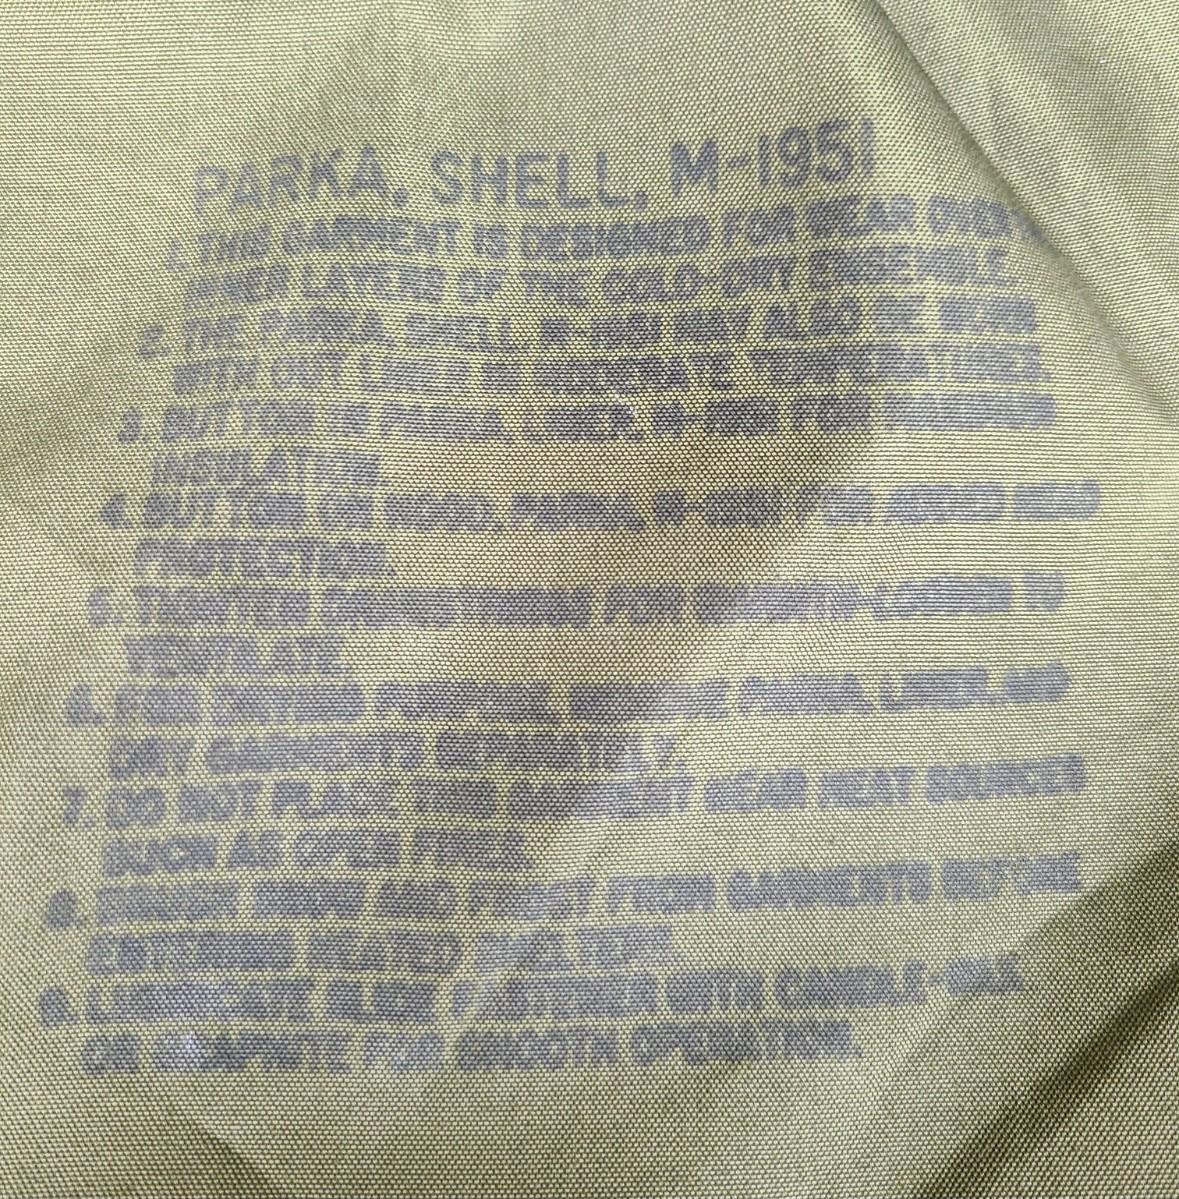 PARKA, SHELL, M-1951
1. THIS GARMENT IS DESIGNED FOR WEAR OVER
INNER LAYERS OF THE COLD-DRY ENSEMBLE.
2. THE PARKA, SHELL, M-1951 MAY ALSO BE WORN
WITH OUT LINER IN MODERATE TEMPERATURES.
3. BUTTON IN PARKA, LINER, M-1951 FOR
INSULATION.
4. BUTTON ON HOOD, PARKA, M-1951 FOR ADDED HEAD
PROTECTION.
5. TIGHTEN DRAWSTRINGS FOR WARMTH-LOOSEN TO
VENTILATE.
6. FOR DRYING PURPOSES, REMOVE PARKA, LINER, AND
DRY GARMENTS SEPARATELY.
7. DO NOT PLACE THIS GARMENT NEAR HEAT SOURCES
SUCH AS OPEN FIRES.
8. BRUSH SNOW AND FROST FROM GARMENTS BEFORE
ENTERING HEATED TENT.
9. LUBRICATE SLIDE FASTENER WITH CANDLE-WAX
OR GRAPHITE FOR SMOOTH OPERATION.